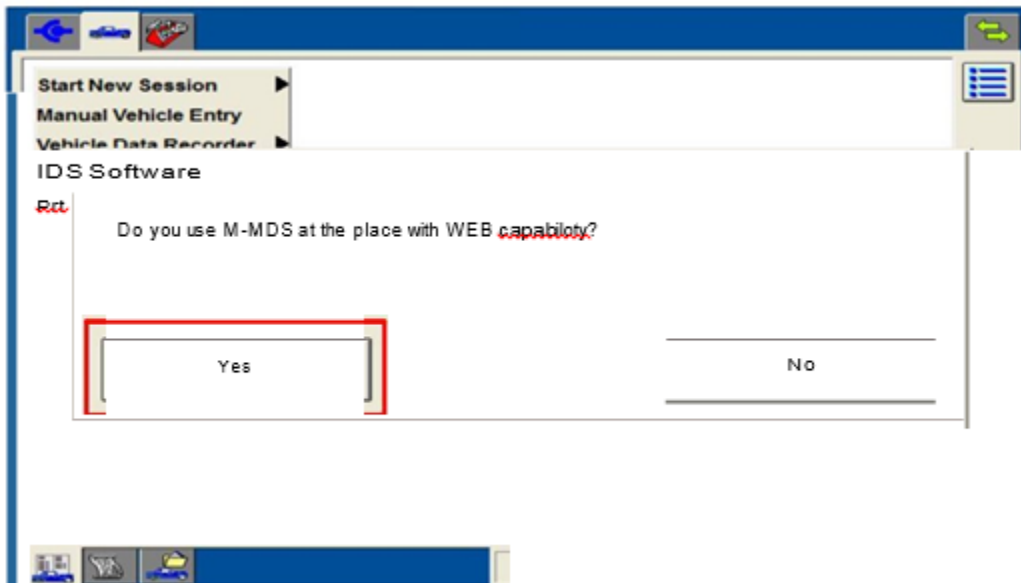 Start New Session
Manual Vehicle Entry
Vehicle Data Recorder
IDS Software
Rct.
Do you use M-MDS at the place with WEB capabiloty?
Yes
No